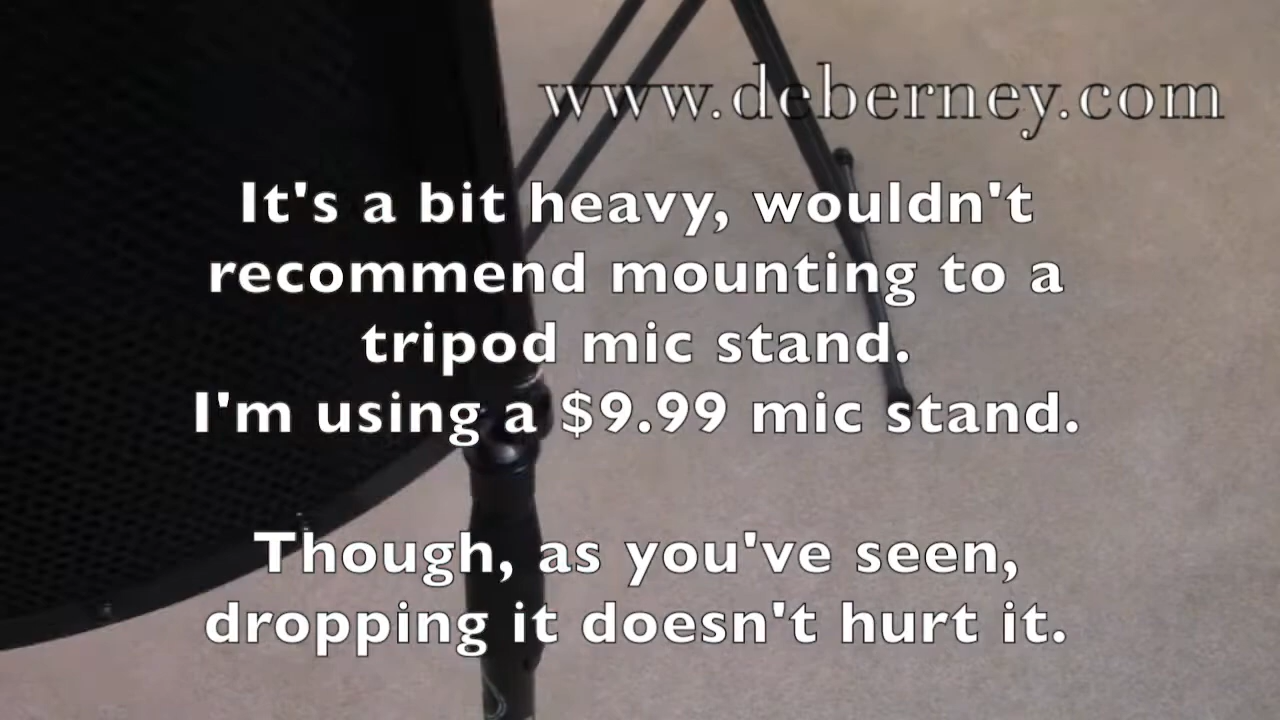 www.deberney.com
It's a bit heavy, wouldn't
recommend mounting to a
tripod mic stand.
I'm using a $9.99 mic stand.
Though, as you've seen,
dropping it doesn't hurt it.